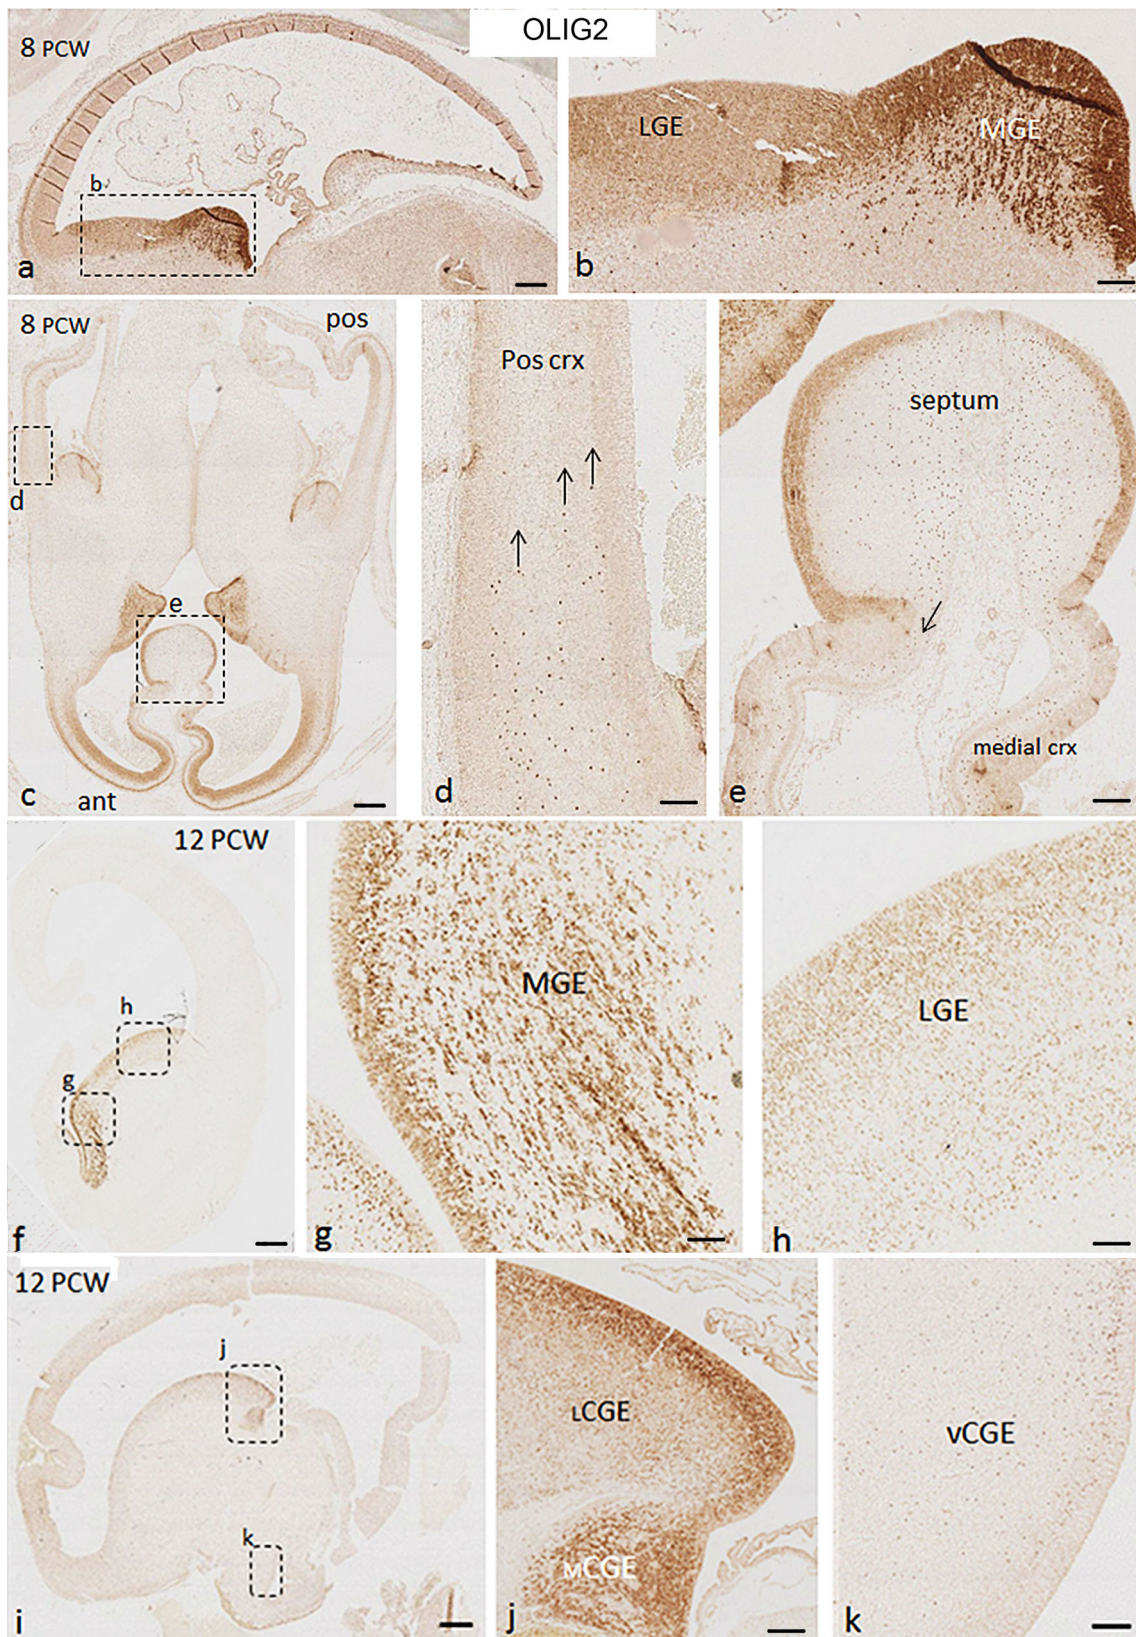 OLIG2
8 PCW
b
a
LGE
MGE
b
8 PCW
pos
d
e
c
ant
Pos crx
d
septum
medial crx
e
12 PCW
h
g
f
MGE
g
LGE
h
12 PCW
j
k
i
LCGE
MCGE
j
vCGE
k